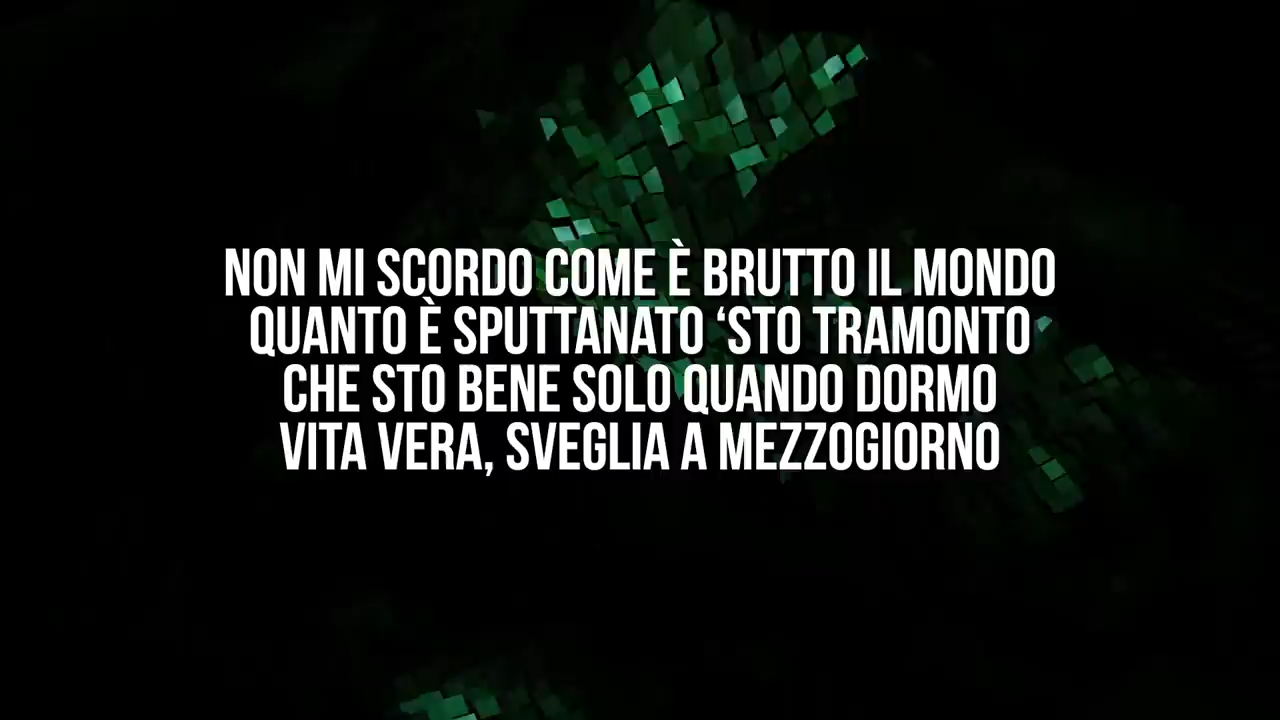 NON MI SCORDO COME È BRUTTO IL MONDO
QUANTO È SPUTTANATO ‘STO TRAMONTO
CHE STO BENE SOLO QUANDO DORMO
VITA VERA, SVEGLIA A MEZZOGIORNO